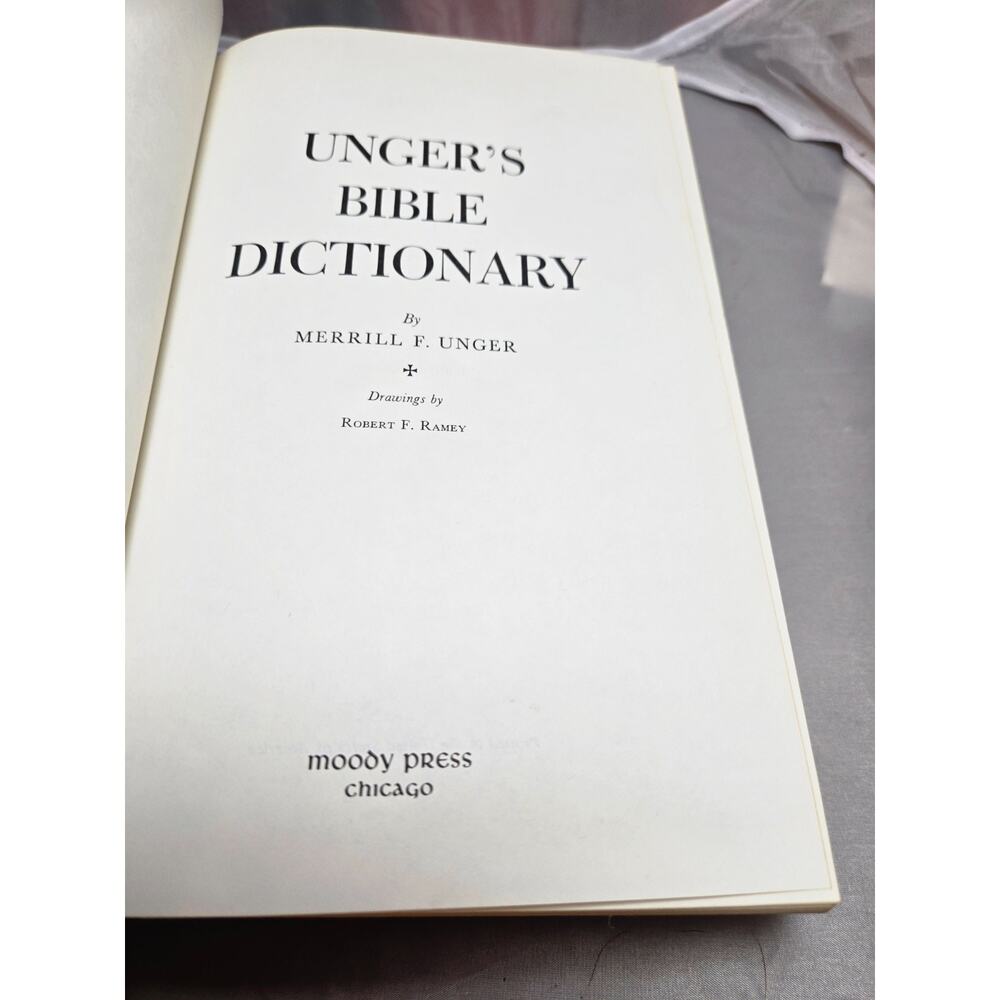 UNGER'S
BIBLE
DICTIONARY
By
MERRILL F. UNGER
✠
Drawings by
ROBERT F. RAMEY
MOODY PRESS
CHICAGO